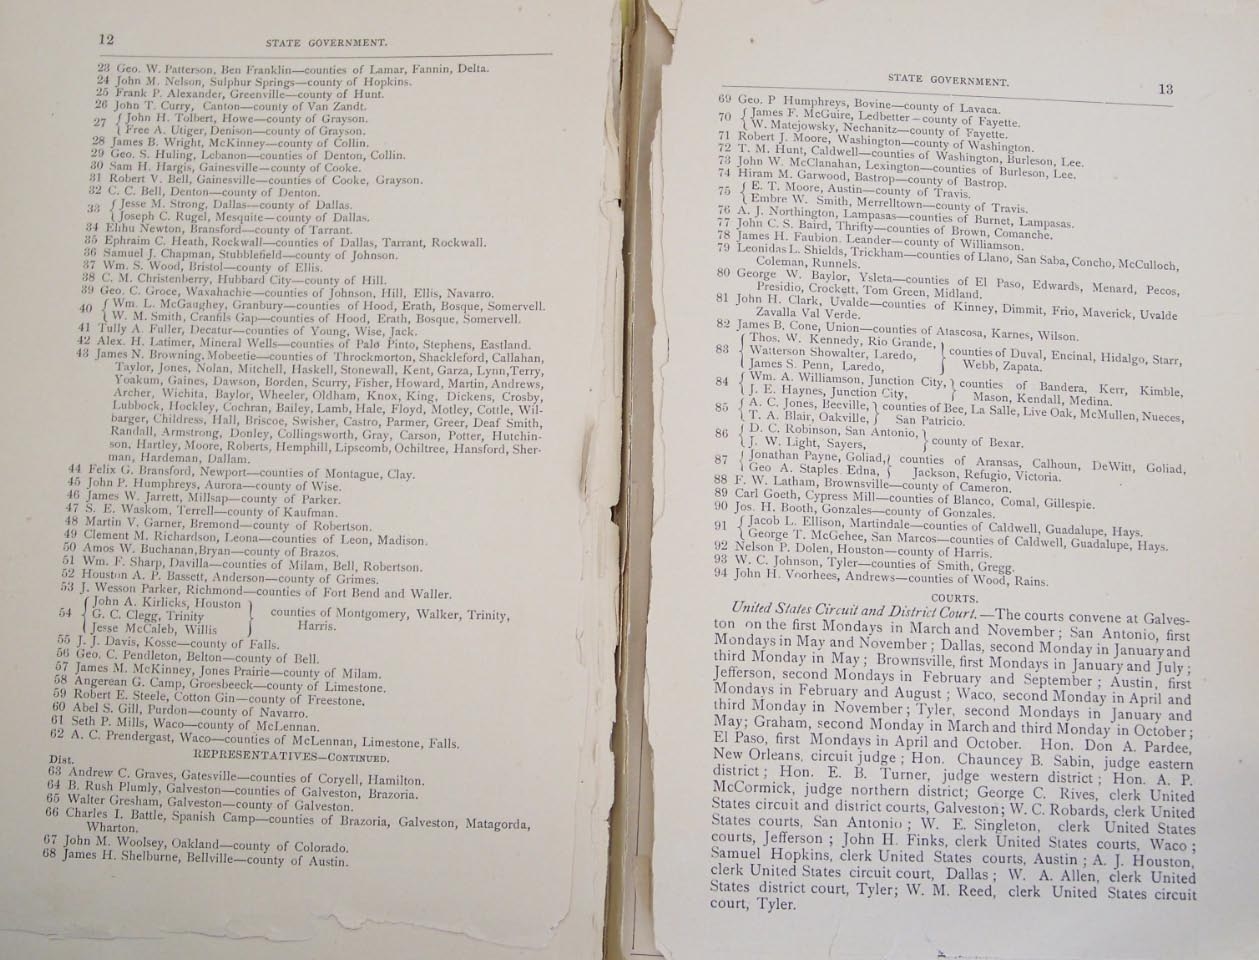 12
STATE GOVERNMENT.
23 Geo. W. Patterson, Ben Franklin—counties of Lamar, Fannin, Delta.
24 John M. Nelson, Sulphur Springs—county of Hopkins.
25 Frank P. Alexander, Greenville—county of Hunt.
26 John T. Curry, Canton—county of Van Zandt.
27 { John H. Tolbert, Howe—county of Grayson.
{ Free A. Utiger, Denison—county of Grayson.
28 James B. Wright, McKinney—county of Collin.
29 Geo. S. Huling, Lebanon—counties of Denton, Collin.
30 Sam H. Hargis, Gainesville—county of Cooke.
31 Robert V. Bell, Gainesville—counties of Cooke, Grayson.
32 C. C. Bell, Denton—county of Denton.
33 { Jesse M. Strong, Dallas—county of Dallas.
{ Joseph C. Rugel, Mesquite—county of Dallas.
34 Elihu Newton, Bransford—county of Tarrant.
35 Ephraim C. Heath, Rockwall—counties of Dallas, Tarrant, Rockwall.
36 Samuel J. Chapman, Stubblefield—county of Johnson.
37 Wm. S. Wood, Bristol—county of Ellis.
38 C. M. Christenberry, Hubbard City—county of Hill.
39 Geo. C. Groce, Waxahachie—counties of Johnson, Hill, Ellis, Navarro.
40 { Wm. L. McGaughey, Granbury—counties of Hood, Erath, Bosque, Somervell.
{ W. M. Smith, Cranfils Gap—counties of Hood, Erath, Bosque, Somervell.
41 Tully A. Fuller, Decatur—counties of Young, Wise, Jack.
42 Alex. H. Latimer, Mineral Wells—counties of Palo Pinto, Stephens, Eastland.
43 James N. Browning, Mobeetie—counties of Throckmorton, Shackleford, Callahan,
Taylor, Jones, Nolan, Mitchell, Haskell, Stonewall, Kent, Garza, Lynn, Terry,
Yoakum, Gaines, Dawson, Borden, Scurry, Fisher, Howard, Martin, Andrews,
Archer, Wichita, Baylor, Wheeler, Oldham, Knox, King, Dickens, Crosby,
Lubbock, Hockley, Cochran, Bailey, Lamb, Hale, Floyd, Motley, Cottle, Wil-
barger, Childress, Hall, Briscoe, Swisher, Castro, Parmer, Greer, Deaf Smith,
Randall, Armstrong, Donley, Collingsworth, Gray, Carson, Potter, Hutchin-
son, Hartley, Moore, Roberts, Hemphill, Lipscomb, Ochiltree, Hansford, Sher-
man, Hardeman, Dallam.
44 Felix G. Bransford, Newport—counties of Montague, Clay.
45 John P. Humphreys, Aurora—county of Wise.
46 James W. Jarrett, Millsap—county of Parker.
47 S. E. Waskom, Terrell—county of Kaufman.
48 Martin V. Garner, Bremond—county of Robertson.
49 Clement M. Richardson, Leona—counties of Leon, Madison.
50 Amos W. Buchanan, Bryan—county of Brazos.
51 Wm. F. Sharp, Davilla—counties of Milam, Bell, Robertson.
52 Houston A. P. Bassett, Anderson—county of Grimes.
53 J. Wesson Parker, Richmond—counties of Fort Bend and Waller.
{ John A. Kirlicks, Houston }
54 { G. C. Clegg, Trinity } counties of Montgomery, Walker, Trinity,
{ Jesse McCaleb, Willis } Harris.
55 J. J. Davis, Kosse—county of Falls.
56 Geo. C. Pendleton, Belton—county of Bell.
57 James M. McKinney, Jones Prairie—county of Milam.
58 Angerean G. Camp, Groesbeeck—county of Limestone.
59 Robert E. Steele, Cotton Gin—county of Freestone.
60 Abel S. Gill, Purdon—county of Navarro.
61 Seth P. Mills, Waco—county of McLennan.
62 A. C. Prendergast, Waco—counties of McLennan, Limestone, Falls.
REPRESENTATIVES—CONTINUED.
Dist.
63 Andrew C. Graves, Gatesville—counties of Coryell, Hamilton.
64 B. Rush Plumly, Galveston—counties of Galveston, Brazoria.
65 Walter Gresham, Galveston—county of Galveston.
66 Charles I. Battle, Spanish Camp—counties of Brazoria, Galveston, Matagorda,
Wharton.
67 John M. Woolsey, Oakland—county of Colorado.
68 James H. Shelburne, Bellville—county of Austin.
STATE GOVERNMENT.
13
69 Geo. P Humphreys, Bovine—county of Lavaca.
70 { James F. McGuire, Ledbetter—county of Fayette.
{ W. Matejowsky, Nechanitz—county of Fayette.
71 Robert J. Moore, Washington—county of Washington.
72 T. M. Hunt, Caldwell—counties of Washington, Burleson, Lee.
73 John W. McClanahan, Lexington—counties of Burleson, Lee.
74 Hiram M. Garwood, Bastrop—county of Bastrop.
75 { E. T. Moore, Austin—county of Travis.
{ Embre W. Smith, Merrelltown—county of Travis.
76 A. J. Northington, Lampasas—counties of Burnet, Lampasas.
77 John C. S. Baird, Thrifty—counties of Brown, Comanche.
78 James H. Faubion, Leander—county of Williamson.
79 Leonidas L. Shields, Trickham—counties of Llano, San Saba, Concho, McCulloch,
Coleman, Runnels.
80 George W. Baylor, Ysleta—counties of El Paso, Edwards, Menard, Pecos,
Presidio, Crockett, Tom Green, Midland.
81 John H. Clark, Uvalde—counties of Kinney, Dimmit, Frio, Maverick, Uvalde
Zavalla Val Verde.
82 James B. Cone, Union—counties of Atascosa, Karnes, Wilson.
{ Thos. W. Kennedy, Rio Grande, }
83 { Watterson Showalter, Laredo, } counties of Duval, Encinal, Hidalgo, Starr,
{ James S. Penn, Laredo, } Webb, Zapata.
84 { Wm. A. Williamson, Junction City, } counties of Bandera, Kerr, Kimble,
{ J. E. Haynes, Junction City, } Mason, Kendall, Medina.
85 { A. C. Jones, Beeville, } counties of Bee, La Salle, Live Oak, McMullen, Nueces,
{ T. A. Blair, Oakville, } San Patricio.
86 { D. C. Robinson, San Antonio, }
{ J. W. Light, Sayers, } county of Bexar.
87 { Jonathan Payne, Goliad, } counties of Aransas, Calhoun, DeWitt, Goliad,
{ Geo A. Staples Edna, } Jackson, Refugio, Victoria.
88 F. W. Latham, Brownsville—county of Cameron.
89 Carl Goeth, Cypress Mill—counties of Blanco, Comal, Gillespie.
90 Jos. H. Booth, Gonzales—county of Gonzales.
91 { Jacob L. Ellison, Martindale—counties of Caldwell, Guadalupe, Hays.
{ George T. McGehee, San Marcos—counties of Caldwell, Guadalupe, Hays.
92 Nelson P. Dolen, Houston—county of Harris.
93 W. C. Johnson, Tyler—counties of Smith, Gregg.
94 John H. Voorhees, Andrews—counties of Wood, Rains.
COURTS.
United States Circuit and District Court.—The courts convene at Galves-
ton on the first Mondays in March and November; San Antonio, first
Mondays in May and November; Dallas, second Monday in January and
third Monday in May; Brownsville, first Mondays in January and July;
Jefferson, second Mondays in February and September; Austin, first
Mondays in February and August; Waco, second Monday in April and
third Monday in November; Tyler, second Mondays in January and
May; Graham, second Monday in March and third Monday in October;
El Paso, first Mondays in April and October. Hon. Don A. Pardee,
New Orleans, circuit judge; Hon. Chauncey B. Sabin, judge eastern
district; Hon. E. B. Turner, judge western district; Hon. A. P.
McCormick, judge northern district; George C. Rives, clerk United
States circuit and district courts, Galveston; W. C. Robards, clerk United
States courts, San Antonio; W. E. Singleton, clerk United States
courts, Jefferson; John H. Finks, clerk United States courts, Waco;
Samuel Hopkins, clerk United States courts, Austin; A. J. Houston,
clerk United States circuit court, Dallas; W. A. Allen, clerk United
States district court, Tyler; W. M. Reed, clerk United States circuit
court, Tyler.